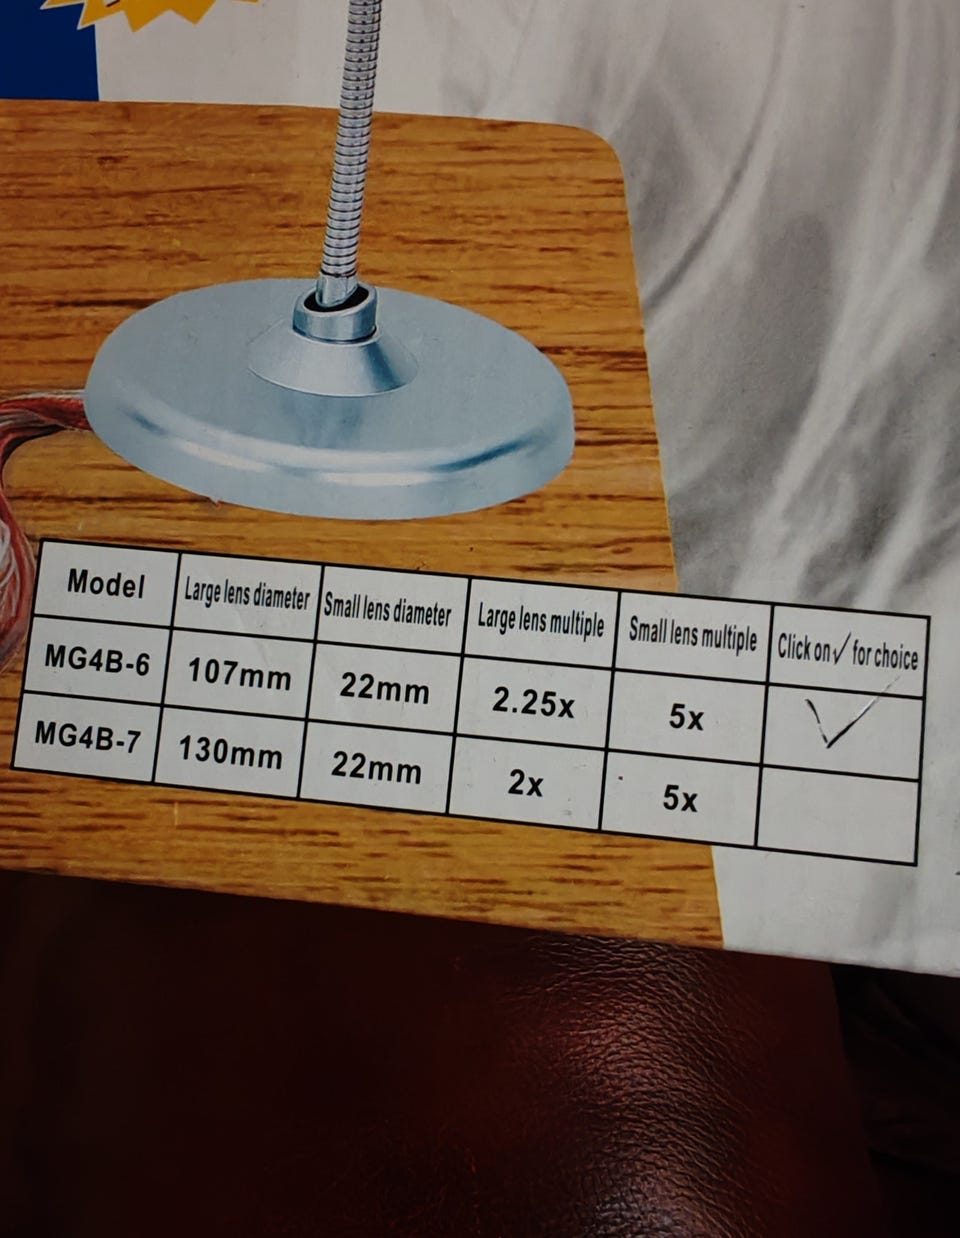 Model Large lens diameter Small lens diameter Large lens multiple Small lens multiple Click on √ for choice
MG4B-6 107mm 22mm 2.25x 5x ✓
MG4B-7 130mm 22mm 2x 5x